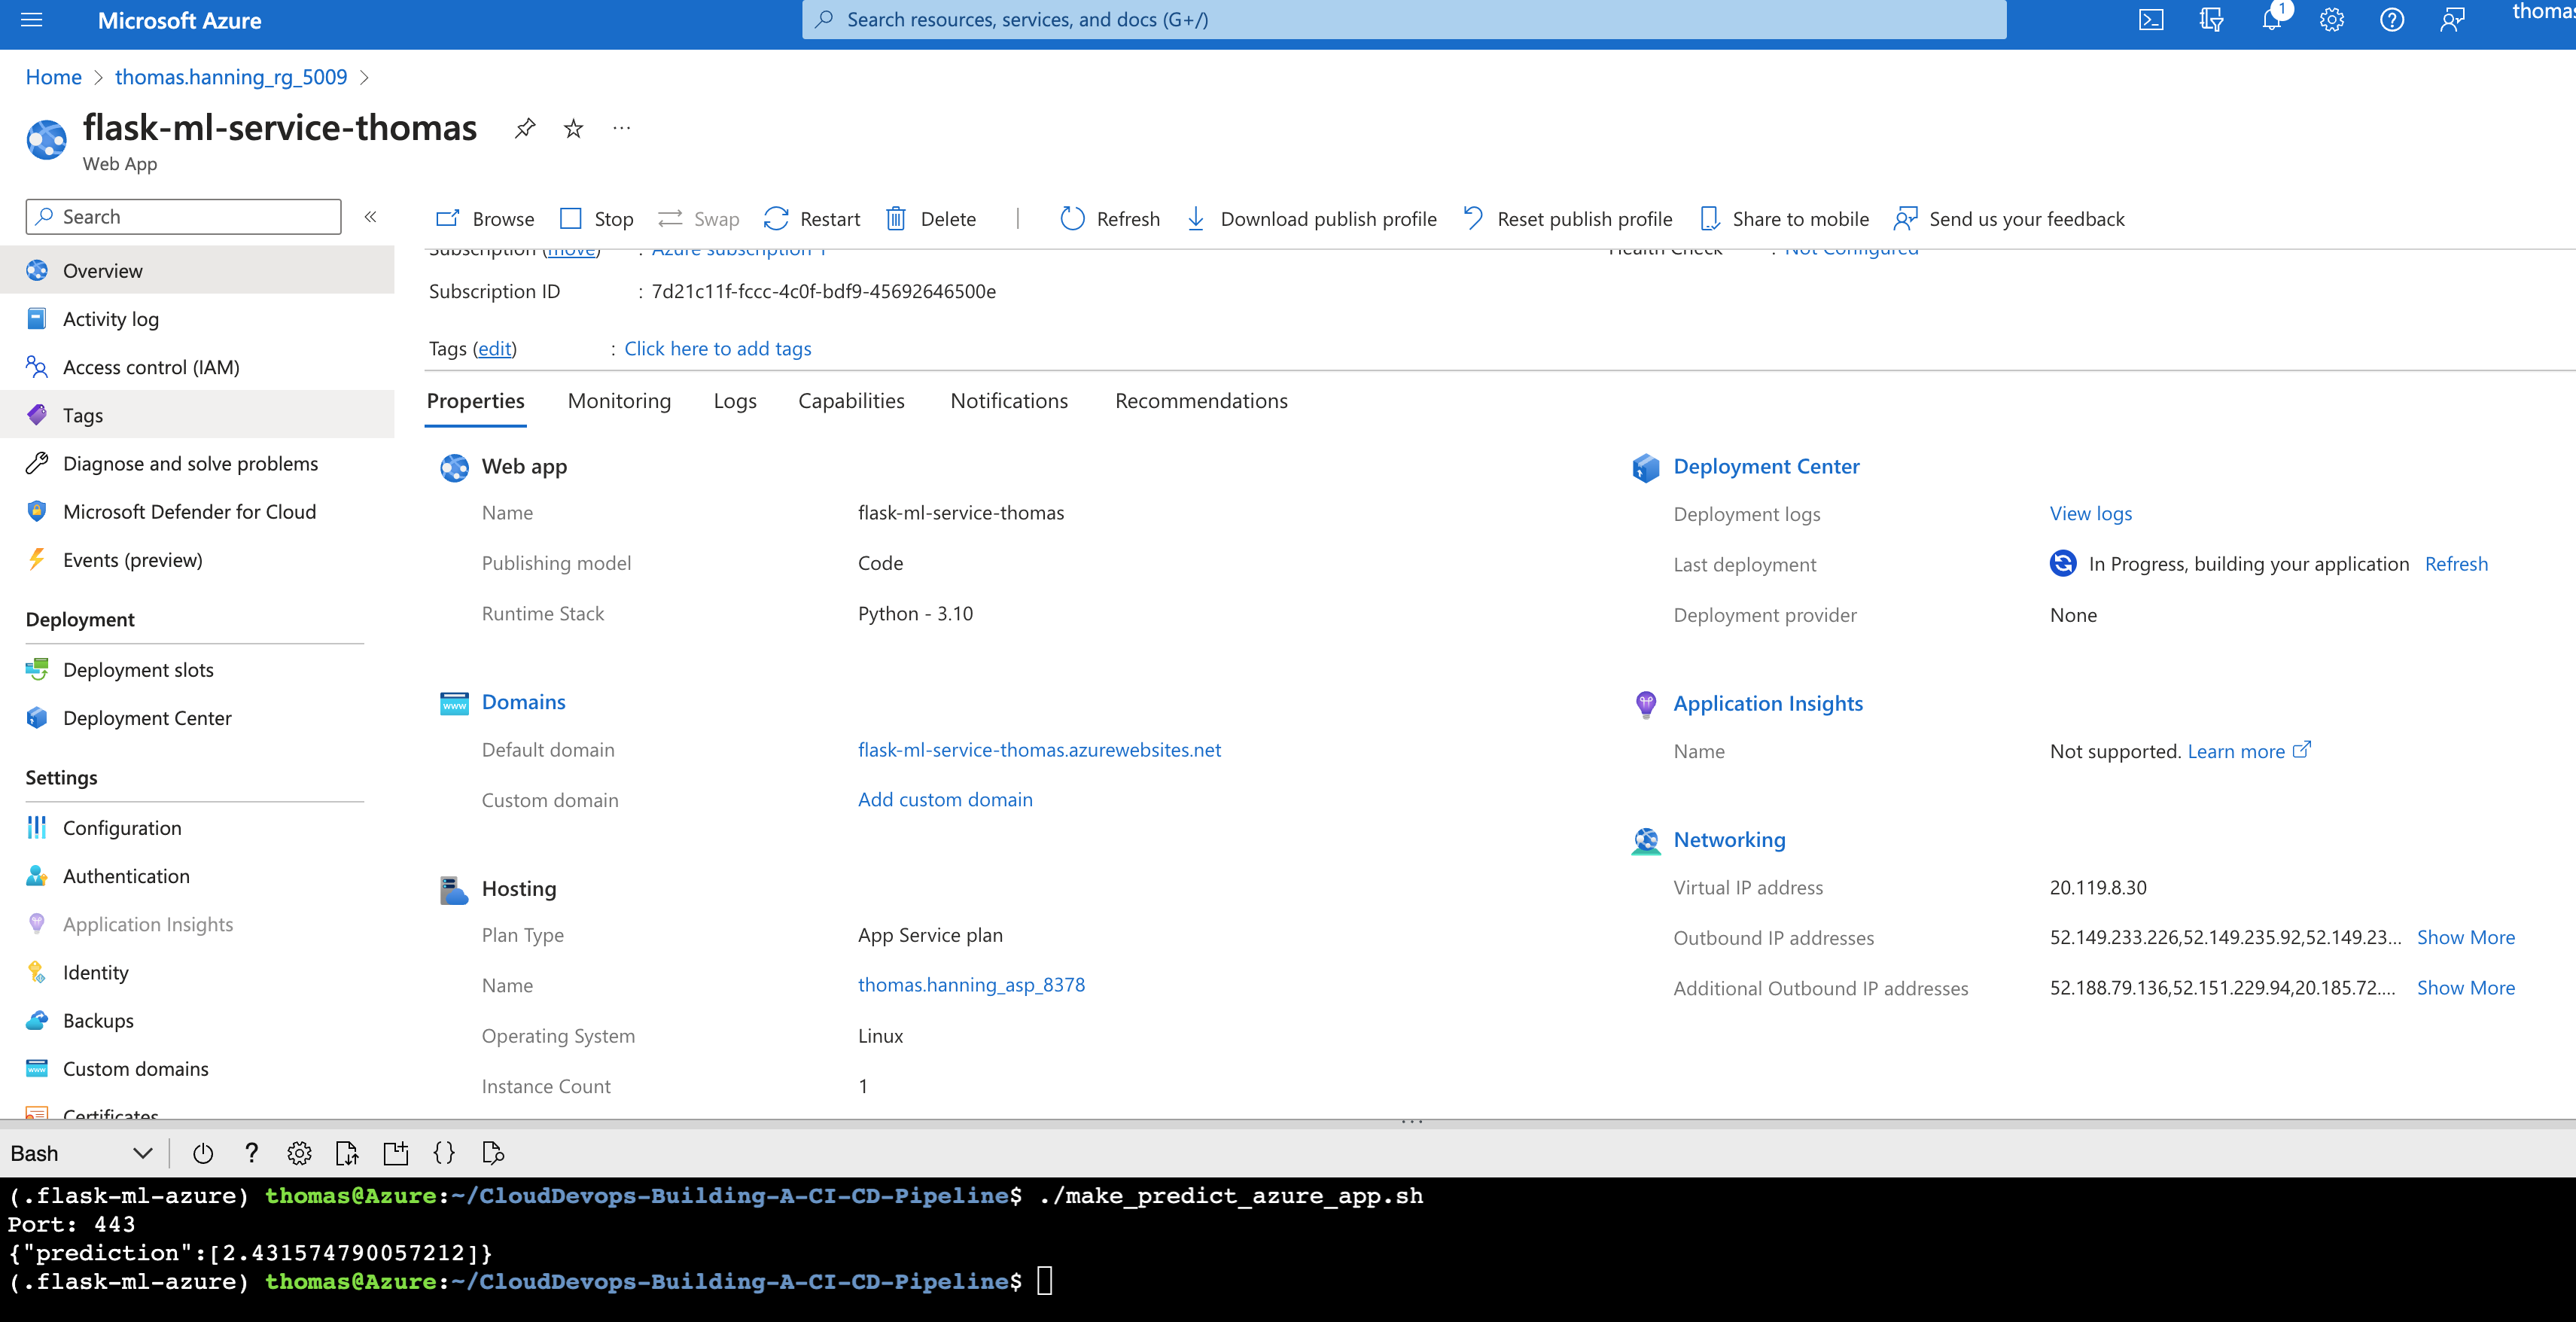 Microsoft Azure
Search resources, services, and docs (G+/)
1
thomas
Home > thomas.hanning_rg_5009 >
flask-ml-service-thomas
Web App
Search
Browse
Stop
Swap
Restart
Delete
Refresh
Download publish profile
Reset publish profile
Share to mobile
Send us your feedback
Overview
Activity log
Access control (IAM)
Tags
Diagnose and solve problems
Microsoft Defender for Cloud
Events (preview)
Deployment
Deployment slots
Deployment Center
Settings
Configuration
Authentication
Application Insights
Identity
Backups
Custom domains
Certificates
Subscription (move) : Azure subscription 1
Health Check : Not Configured
Subscription ID : 7d21c11f-fccc-4c0f-bdf9-45692646500e
Tags (edit) : Click here to add tags
Properties Monitoring Logs Capabilities Notifications Recommendations
Web app
Name flask-ml-service-thomas
Publishing model Code
Runtime Stack Python - 3.10
Domains
Default domain flask-ml-service-thomas.azurewebsites.net
Custom domain Add custom domain
Hosting
Plan Type App Service plan
Name thomas.hanning_asp_8378
Operating System Linux
Instance Count 1
Deployment Center
Deployment logs View logs
Last deployment In Progress, building your application Refresh
Deployment provider None
Application Insights
Name Not supported. Learn more
Networking
Virtual IP address 20.119.8.30
Outbound IP addresses 52.149.233.226,52.149.235.92,52.149.23... Show More
Additional Outbound IP addresses 52.188.79.136,52.151.229.94,20.185.72.... Show More
Bash
(.flask-ml-azure) thomas@Azure:~/CloudDevops-Building-A-CI-CD-Pipeline$ ./make_predict_azure_app.sh
Port: 443
{"prediction":[2.431574790057212]}
(.flask-ml-azure) thomas@Azure:~/CloudDevops-Building-A-CI-CD-Pipeline$